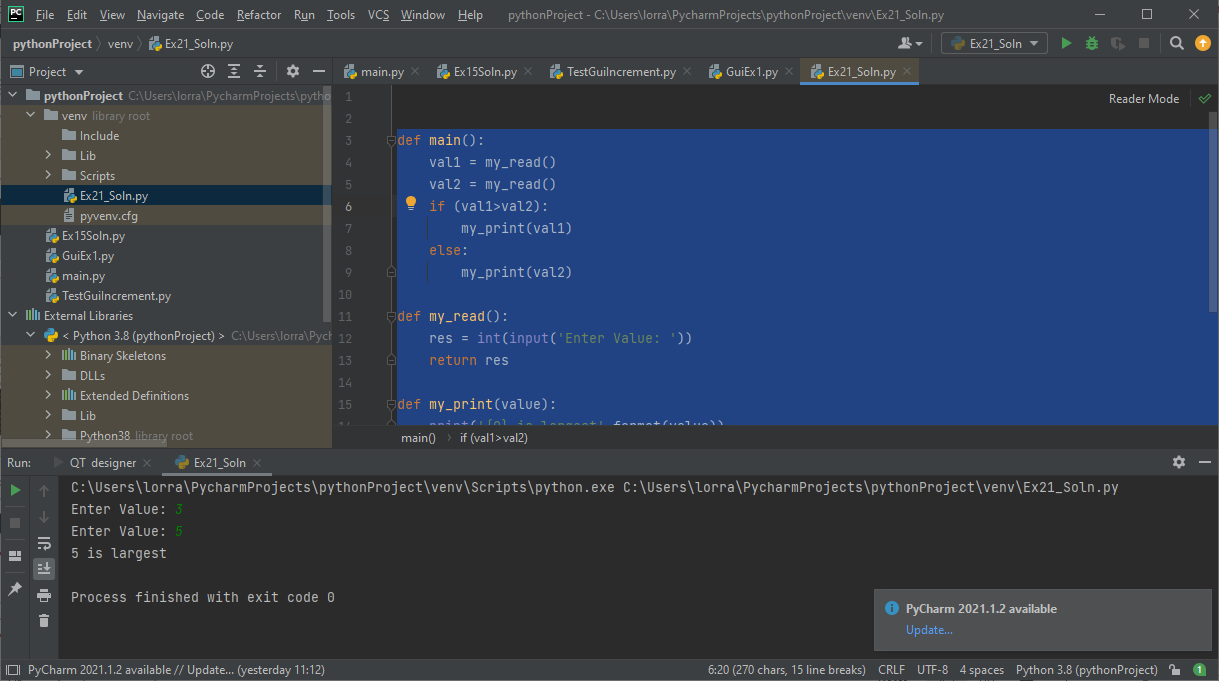 PC File Edit View Navigate Code Refactor Run Tools VCS Window Help pythonProject - C:\Users\lorra\PycharmProjects\pythonProject\venv\Ex21_Soln.py
pythonProject venv Ex21_Soln.py Ex21_Soln
Project main.py Ex15Soln.py TestGuiIncrement.py GuiEx1.py Ex21_Soln.py
pythonProject C:\Users\lorra\PycharmProjects\pytho
venv library root
Include
Lib
Scripts
Ex21_Soln.py
pyvenv.cfg
Ex15Soln.py
GuiEx1.py
main.py
TestGuiIncrement.py
External Libraries
< Python 3.8 (pythonProject) > C:\Users\lorra\Pych
Binary Skeletons
DLLs
Extended Definitions
Lib
Python38 library root
Reader Mode
1
2
3 def main():
4 val1 = my_read()
5 val2 = my_read()
6 if (val1>val2):
7 my_print(val1)
8 else:
9 my_print(val2)
10
11 def my_read():
12 res = int(input('Enter Value: '))
13 return res
14
15 def my_print(value):
main() if (val1>val2)
Run: QT designer Ex21_Soln
C:\Users\lorra\PycharmProjects\pythonProject\venv\Scripts\python.exe C:\Users\lorra\PycharmProjects\pythonProject\venv\Ex21_Soln.py
Enter Value: 3
Enter Value: 5
5 is largest
Process finished with exit code 0
PyCharm 2021.1.2 available
Update...
PyCharm 2021.1.2 available // Update... (yesterday 11:12) 6:20 (270 chars, 15 line breaks) CRLF UTF-8 4 spaces Python 3.8 (pythonProject) 1